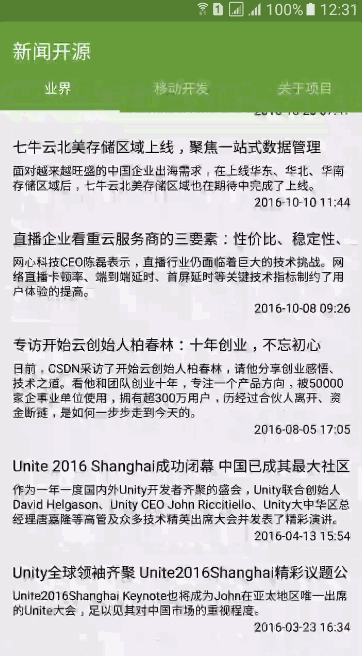 100% 12:31
新闻开源
业界 移动开发 关于项目
七牛云北美存储区域上线，聚焦一站式数据管理
面对越来越旺盛的中国企业出海需求，在上线华东、华北、华南
存储区域后，七牛云北美存储区域也在期待中完成了上线。
2016-10-10 11:44
直播企业看重云服务商的三要素：性价比、稳定性、
网心科技CEO陈磊表示，直播行业仍面临着巨大的技术挑战。网
络直播卡顿率、端到端延时、首屏延时等关键技术指标制约了用
户体验的提高。
2016-10-08 09:26
专访开始云创始人柏春林：十年创业，不忘初心
日前，CSDN采访了开始云创始人柏春林，请他分享创业感悟、
技术之道。看他和团队创业十年，专注一个产品方向，被50000
家企事业单位使用，拥有超300万用户，历经过合伙人离开、资
金断链，是如何一步步走到今天的。
2016-08-05 17:05
Unite 2016 Shanghai成功闭幕 中国已成其最大社区
作为一年一度国内外Unity开发者齐聚的盛会，Unity联合创始人
David Helgason、Unity CEO John Riccitiello、Unity大中华区总
经理唐嘉隆等高管及众多技术精英出席大会并发表了精彩演讲。
2016-04-13 15:54
Unity全球领袖齐聚 Unite2016Shanghai精彩议题公
Unite2016Shanghai Keynote也将成为John在亚太地区唯一出席
的Unite大会，足以见其对中国市场的重视程度。
2016-03-23 16:34